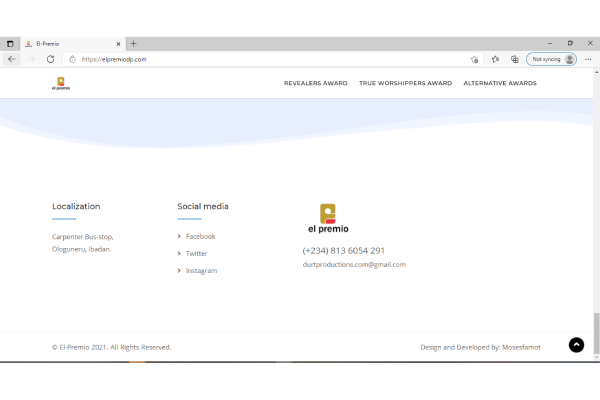 El-Premio
https://elpremiodp.com
Not syncing
el premio
REVEALERS AWARD TRUE WORSHIPPERS AWARD ALTERNATIVE AWARDS
Localization
Carpenter Bus-stop,
Ologuneru, Ibadan.
Social media
Facebook
Twitter
Instagram
el premio
(+234) 813 6054 291
durtproductions.com@gmail.com
© El-Premio 2021. All Rights Reserved.
Design and Developed by: Mosesfamot